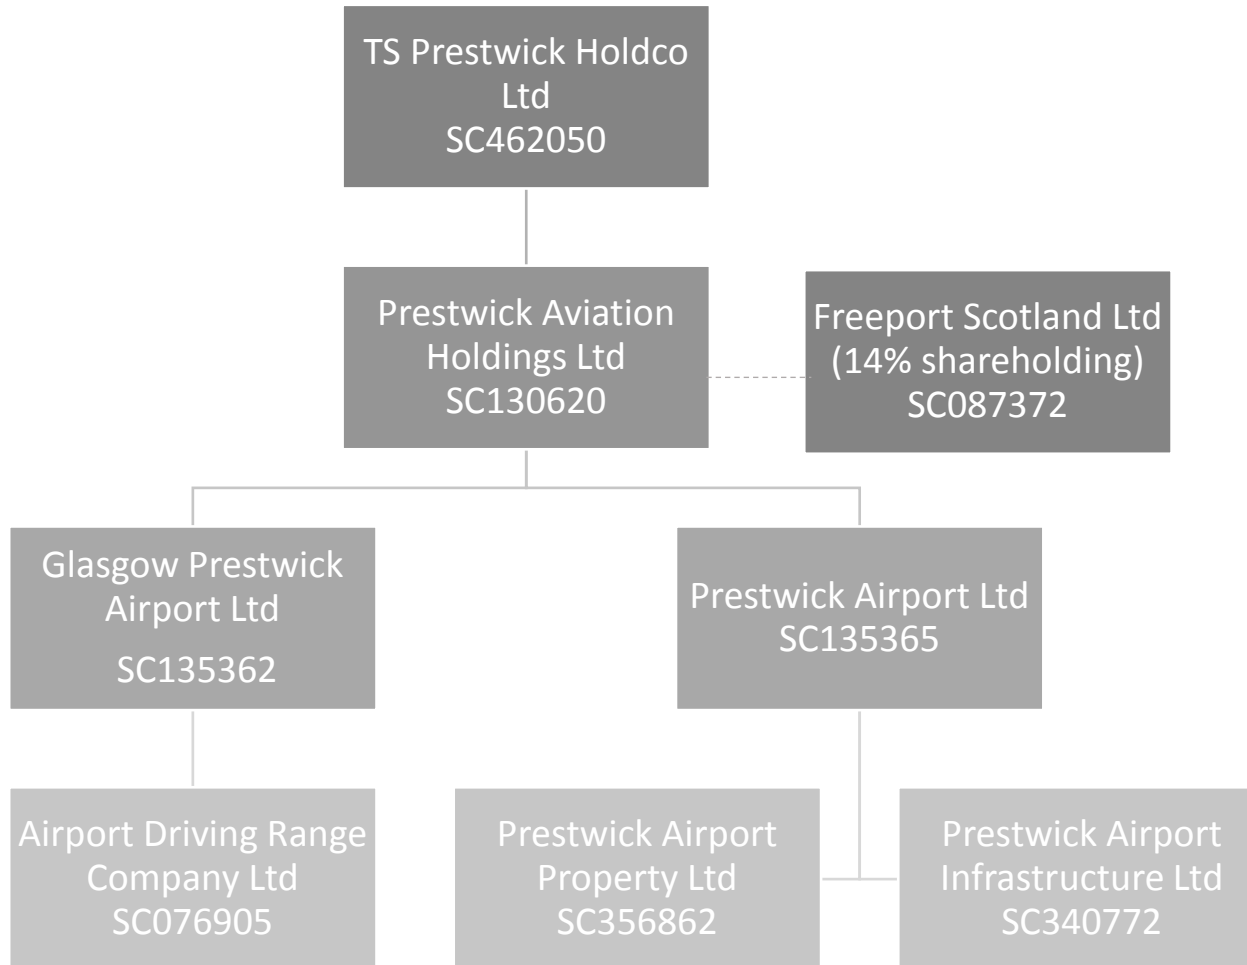 TS Prestwick Holdco
Ltd
SC462050
Prestwick Aviation
Holdings Ltd
SC130620
Freeport Scotland Ltd
(14% shareholding)
SC087372
Glasgow Prestwick
Airport Ltd
SC135362
Prestwick Airport Ltd
SC135365
Airport Driving Range
Company Ltd
SC076905
Prestwick Airport
Property Ltd
SC356862
Prestwick Airport
Infrastructure Ltd
SC340772